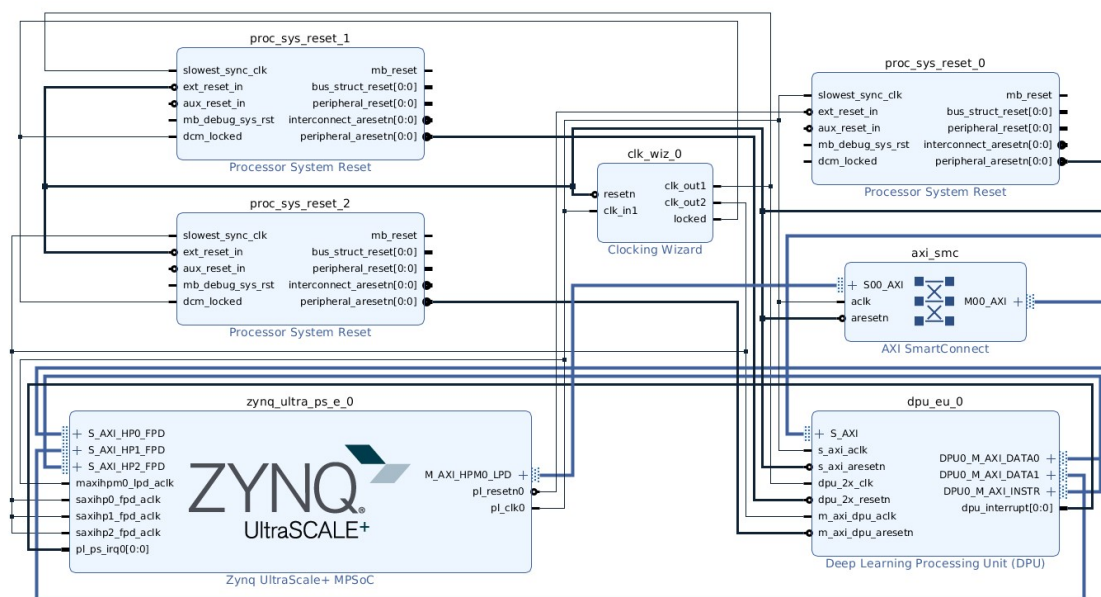 proc_sys_reset_1
slowest_sync_clk
ext_reset_in
aux_reset_in
mb_debug_sys_rst
dcm_locked
mb_reset
bus_struct_reset[0:0]
peripheral_reset[0:0]
interconnect_aresetn[0:0]
peripheral_aresetn[0:0]
Processor System Reset
proc_sys_reset_0
slowest_sync_clk
ext_reset_in
aux_reset_in
mb_debug_sys_rst
dcm_locked
mb_reset
bus_struct_reset[0:0]
peripheral_reset[0:0]
interconnect_aresetn[0:0]
peripheral_aresetn[0:0]
Processor System Reset
clk_wiz_0
resetn
clk_in1
clk_out1
clk_out2
locked
Clocking Wizard
proc_sys_reset_2
slowest_sync_clk
ext_reset_in
aux_reset_in
mb_debug_sys_rst
dcm_locked
mb_reset
bus_struct_reset[0:0]
peripheral_reset[0:0]
interconnect_aresetn[0:0]
peripheral_aresetn[0:0]
Processor System Reset
axi_smc
S00_AXI
aclk
aresetn
M00_AXI
AXI SmartConnect
zynq_ultra_ps_e_0
S_AXI_HP0_FPD
S_AXI_HP1_FPD
S_AXI_HP2_FPD
maxihpm0_lpd_aclk
saxihp0_fpd_aclk
saxihp1_fpd_aclk
saxihp2_fpd_aclk
pl_ps_irq0[0:0]
ZYNQ®
UltraSCALE+
M_AXI_HPM0_LPD
pl_resetn0
pl_clk0
Zynq UltraScale+ MPSoC
dpu_eu_0
S_AXI
s_axi_aclk
s_axi_aresetn
dpu_2x_clk
dpu_2x_resetn
m_axi_dpu_aclk
m_axi_dpu_aresetn
DPU0_M_AXI_DATA0
DPU0_M_AXI_DATA1
DPU0_M_AXI_INSTR
dpu_interrupt[0:0]
Deep Learning Processing Unit (DPU)